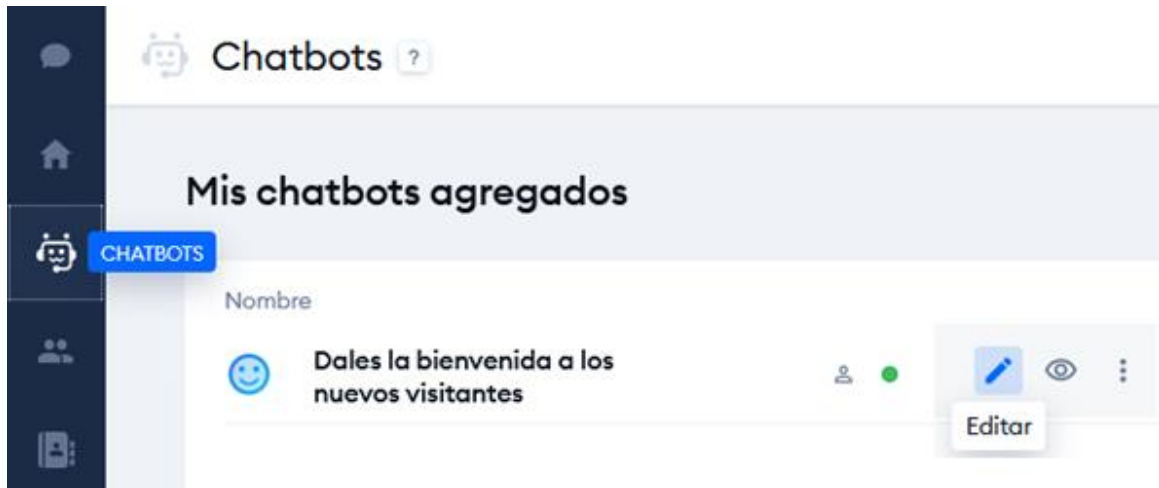 Chatbots ?
Mis chatbots agregados
CHATBOTS
Nombre
Dales la bienvenida a los
nuevos visitantes
Editar